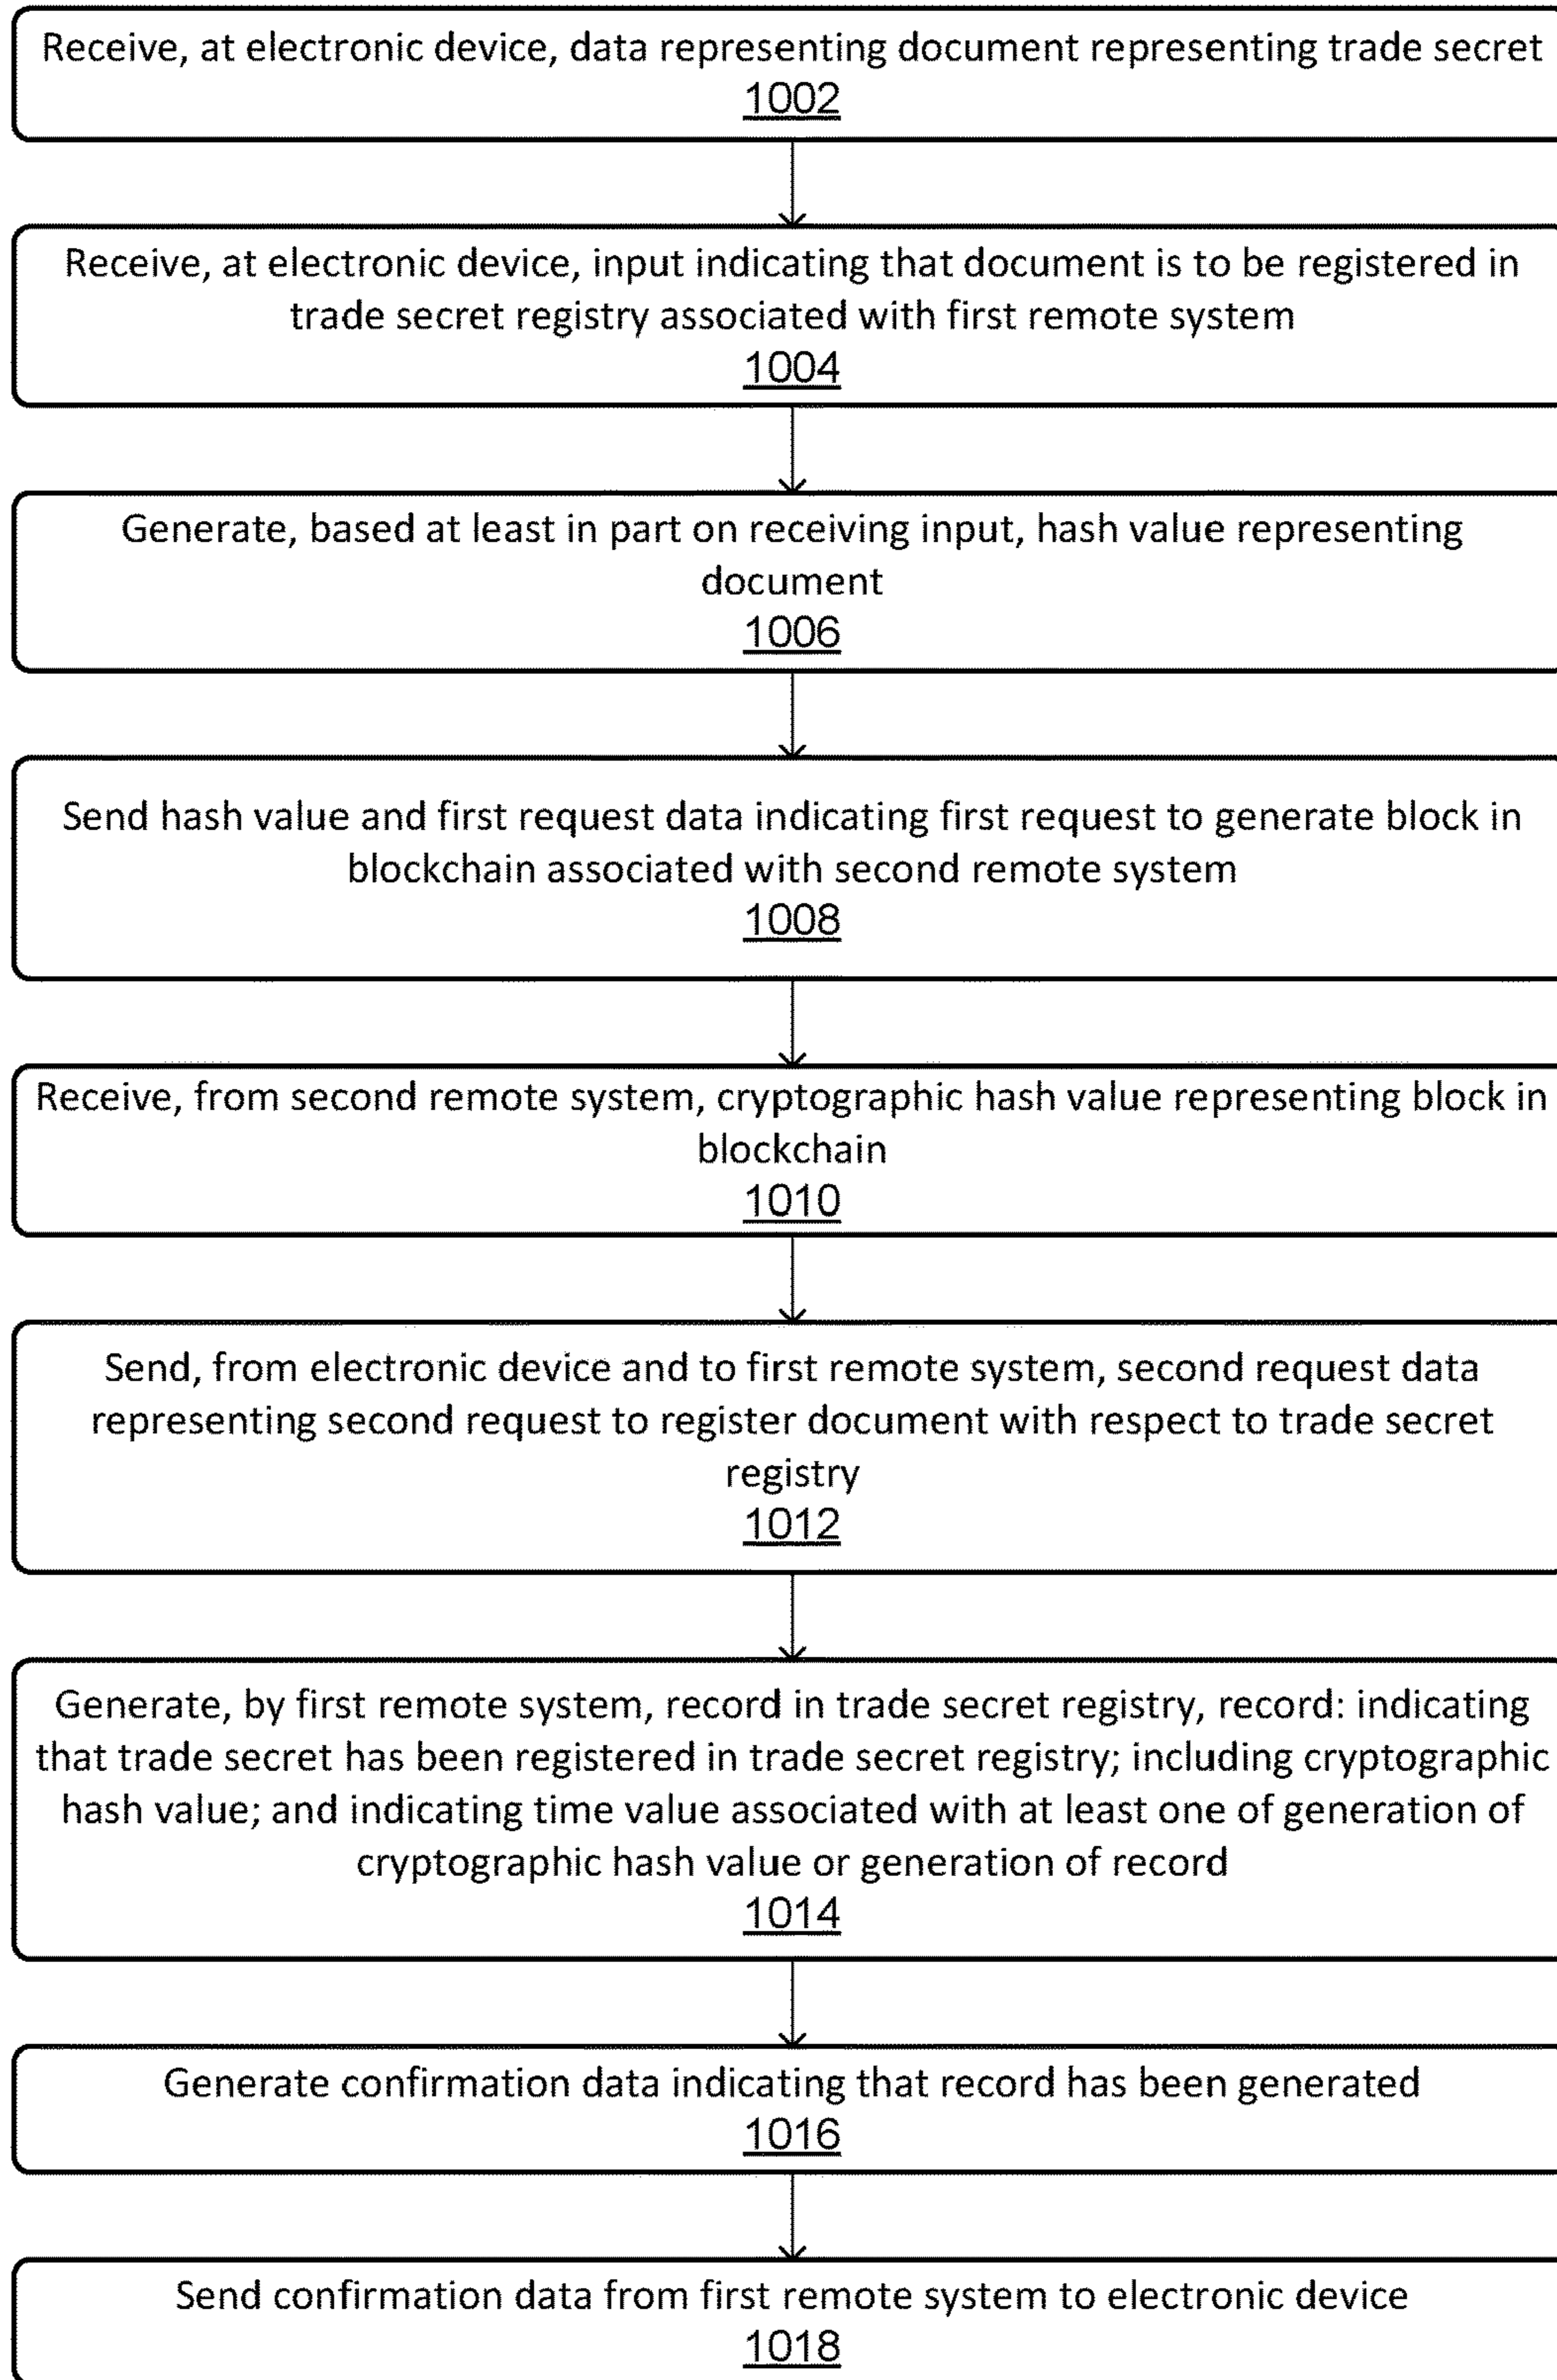 Receive, at electronic device, data representing document representing trade secret
1002
Receive, at electronic device, input indicating that document is to be registered in
trade secret registry associated with first remote system
1004
Generate, based at least in part on receiving input, hash value representing
document
1006
Send hash value and first request data indicating first request to generate block in
blockchain associated with second remote system
1008
Receive, from second remote system, cryptographic hash value representing block in
blockchain
1010
Send, from electronic device and to first remote system, second request data
representing second request to register document with respect to trade secret
registry
1012
Generate, by first remote system, record in trade secret registry, record: indicating
that trade secret has been registered in trade secret registry; including cryptographic
hash value; and indicating time value associated with at least one of generation of
cryptographic hash value or generation of record
1014
Generate confirmation data indicating that record has been generated
1016
Send confirmation data from first remote system to electronic device
1018